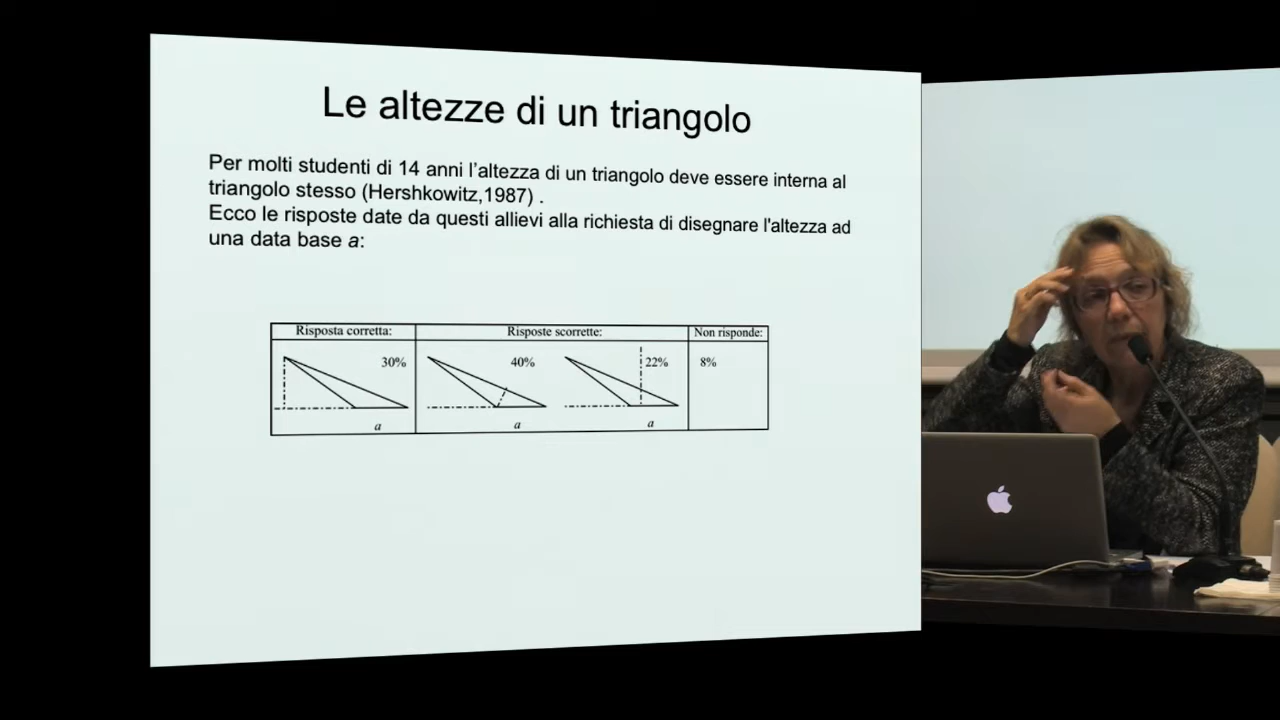 Le altezze di un triangolo
Per molti studenti di 14 anni l'altezza di un triangolo deve essere interna al
triangolo stesso (Hershkowitz,1987) .
Ecco le risposte date da questi allievi alla richiesta di disegnare l'altezza ad
una data base a:
Risposta corretta: Risposte scorrette: Non risponde:
30% 40% 22% 8%
a a a